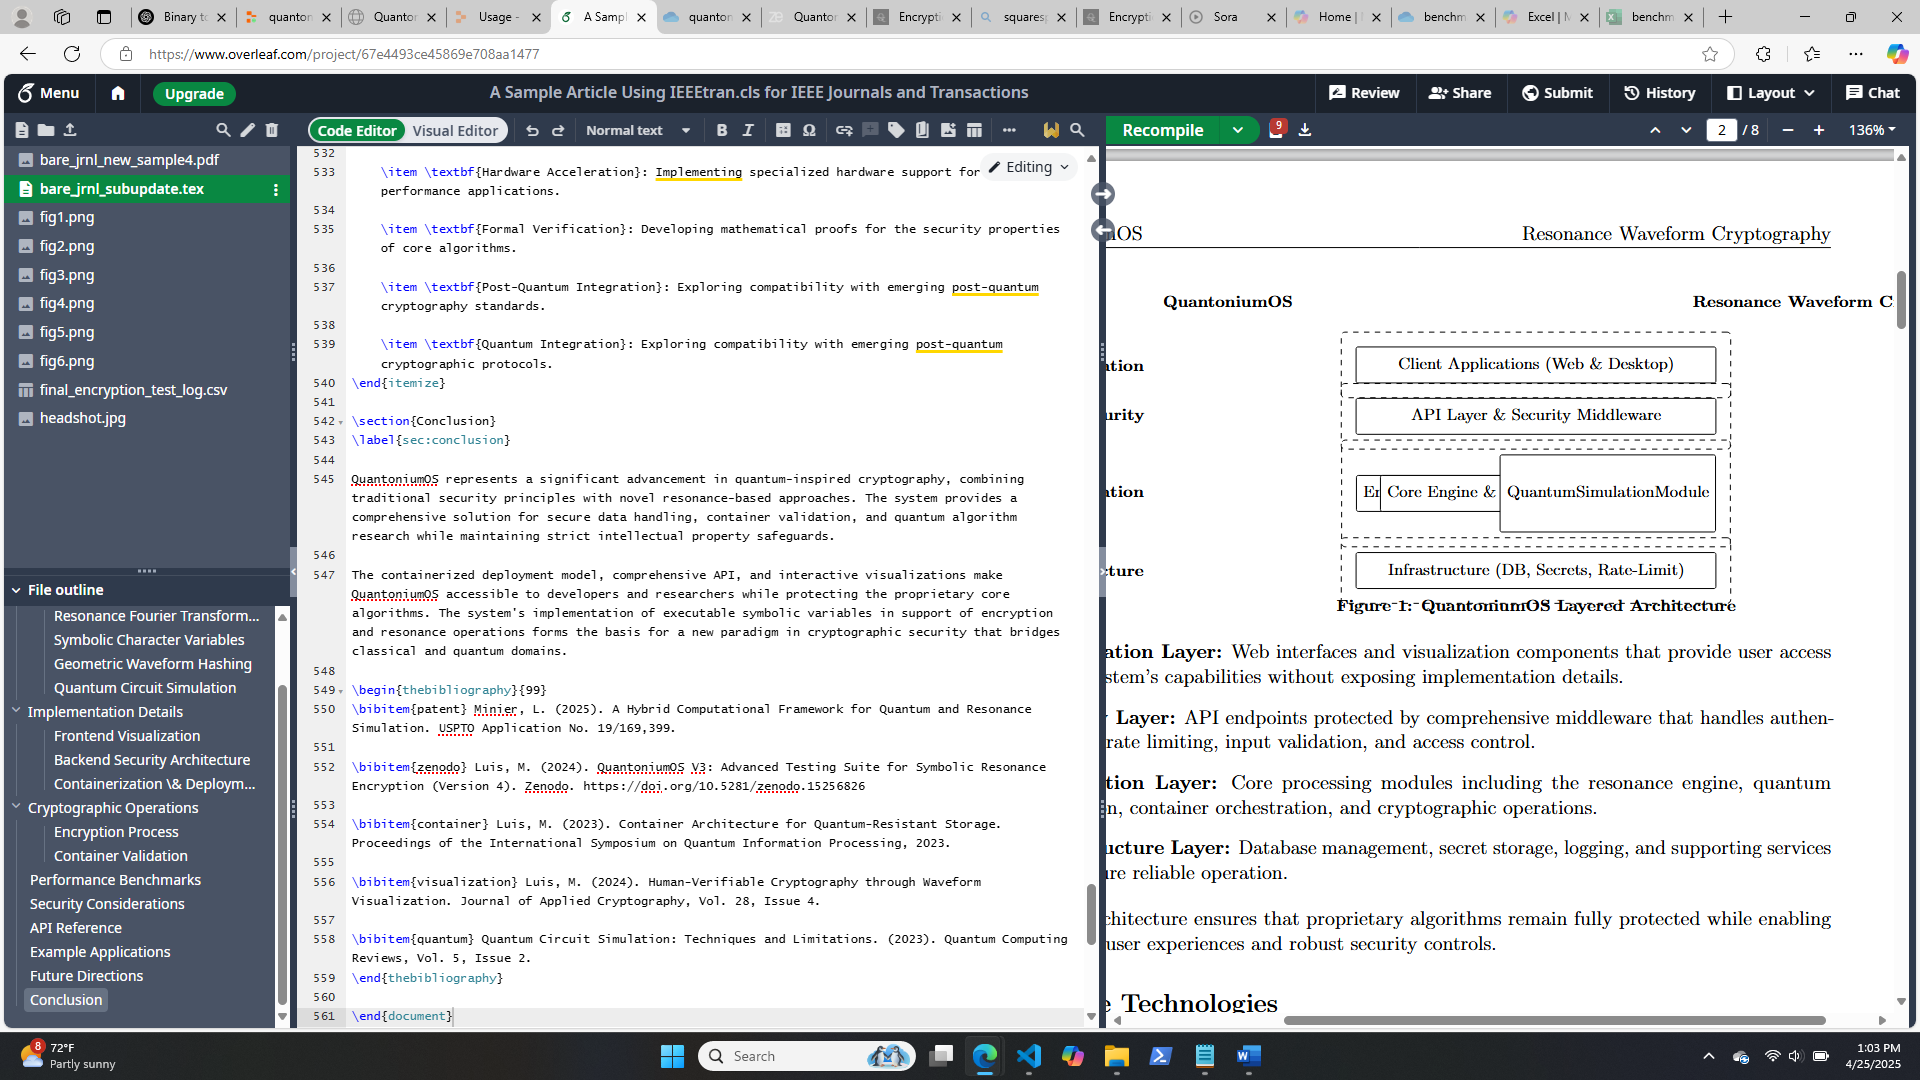 Binary to
quanton
Quantor
Usage -
A Sampl
quanton
Quantor
Encrypti
squaresp
Encrypti
Sora
Home |
benchm
Excel | M
benchm
https://www.overleaf.com/project/67e4493ce45869e708aa1477
Menu
Upgrade
A Sample Article Using IEEEtran.cls for IEEE Journals and Transactions
Review
Share
Submit
History
Layout
Chat
Code Editor
Visual Editor
Normal text
B I
Ω
Recompile
9
2 / 8
136%
bare_jrnl_new_sample4.pdf
bare_jrnl_subupdate.tex
fig1.png
fig2.png
fig3.png
fig4.png
fig5.png
fig6.png
final_encryption_test_log.csv
headshot.jpg
File outline
Resonance Fourier Transform...
Symbolic Character Variables
Geometric Waveform Hashing
Quantum Circuit Simulation
Implementation Details
Frontend Visualization
Backend Security Architecture
Containerization \& Deploym...
Cryptographic Operations
Encryption Process
Container Validation
Performance Benchmarks
Security Considerations
API Reference
Example Applications
Future Directions
Conclusion
Editing
532
533 \item \textbf{Hardware Acceleration}: Implementing specialized hardware support for
performance applications.
534
535 \item \textbf{Formal Verification}: Developing mathematical proofs for the security properties
of core algorithms.
536
537 \item \textbf{Post-Quantum Integration}: Exploring compatibility with emerging post-quantum
cryptography standards.
538
539 \item \textbf{Quantum Integration}: Exploring compatibility with emerging post-quantum
cryptographic protocols.
540 \end{itemize}
541
542 \section{Conclusion}
543 \label{sec:conclusion}
544
545 QuantoniumOS represents a significant advancement in quantum-inspired cryptography, combining
traditional security principles with novel resonance-based approaches. The system provides a
comprehensive solution for secure data handling, container validation, and quantum algorithm
research while maintaining strict intellectual property safeguards.
546
547 The containerized deployment model, comprehensive API, and interactive visualizations make
QuantoniumOS accessible to developers and researchers while protecting the proprietary core
algorithms. The system's implementation of executable symbolic variables in support of encryption
and resonance operations forms the basis for a new paradigm in cryptographic security that bridges
classical and quantum domains.
548
549 \begin{thebibliography}{99}
550 \bibitem{patent} Minier, L. (2025). A Hybrid Computational Framework for Quantum and Resonance
Simulation. USPTO Application No. 19/169,399.
551
552 \bibitem{zenodo} Luis, M. (2024). QuantoniumOS V3: Advanced Testing Suite for Symbolic Resonance
Encryption (Version 4). Zenodo. https://doi.org/10.5281/zenodo.15256826
553
554 \bibitem{container} Luis, M. (2023). Container Architecture for Quantum-Resistant Storage.
Proceedings of the International Symposium on Quantum Information Processing, 2023.
555
556 \bibitem{visualization} Luis, M. (2024). Human-Verifiable Cryptography through Waveform
Visualization. Journal of Applied Cryptography, Vol. 28, Issue 4.
557
558 \bibitem{quantum} Quantum Circuit Simulation: Techniques and Limitations. (2023). Quantum Computing
Reviews, Vol. 5, Issue 2.
559 \end{thebibliography}
560
561 \end{document}
mOS
Resonance Waveform Cryptography
QuantoniumOS
Resonance Waveform C
ation
Client Applications (Web & Desktop)
urity
API Layer & Security Middleware
ation
Er
Core Engine &
QuantumSimulationModule
cture
Infrastructure (DB, Secrets, Rate-Limit)
Figure 1: QuantoniumOS Layered Architecture
ation Layer: Web interfaces and visualization components that provide user access
stem's capabilities without exposing implementation details.
y Layer: API endpoints protected by comprehensive middleware that handles authen-
rate limiting, input validation, and access control.
tion Layer: Core processing modules including the resonance engine, quantum
n, container orchestration, and cryptographic operations.
ucture Layer: Database management, secret storage, logging, and supporting services
ure reliable operation.
chitecture ensures that proprietary algorithms remain fully protected while enabling
user experiences and robust security controls.
e Technologies
8
72°F
Partly sunny
Search
1:03 PM
4/25/2025